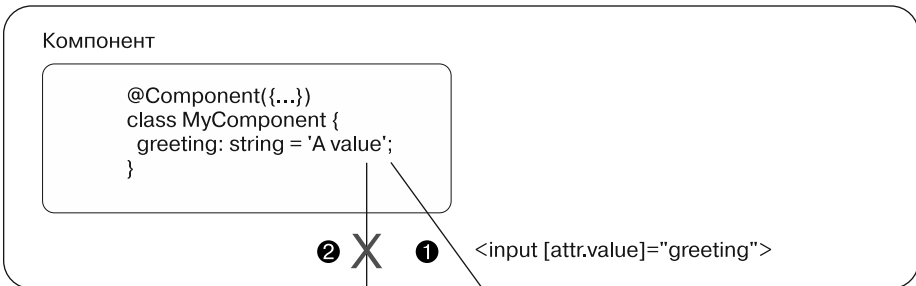 Компонент
@Component({...})
class MyComponent {
greeting: string = 'A value';
}
❷ X ❶ <input [attr.value]="greeting">